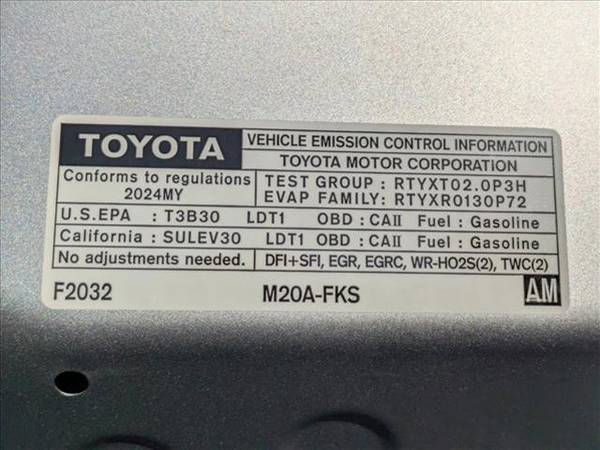 TOYOTA
VEHICLE EMISSION CONTROL INFORMATION
TOYOTA MOTOR CORPORATION
Conforms to regulations
2024MY
TEST GROUP : RTYXT02.0P3H
EVAP FAMILY: RTYXR0130P72
U.S.EPA : T3B30 LDT1 OBD : CAII Fuel : Gasoline
California : SULEV30 LDT1 OBD : CAII Fuel : Gasoline
No adjustments needed. DFI+SFI, EGR, EGRC, WR-HO2S(2), TWC(2)
F2032 M20A-FKS AM